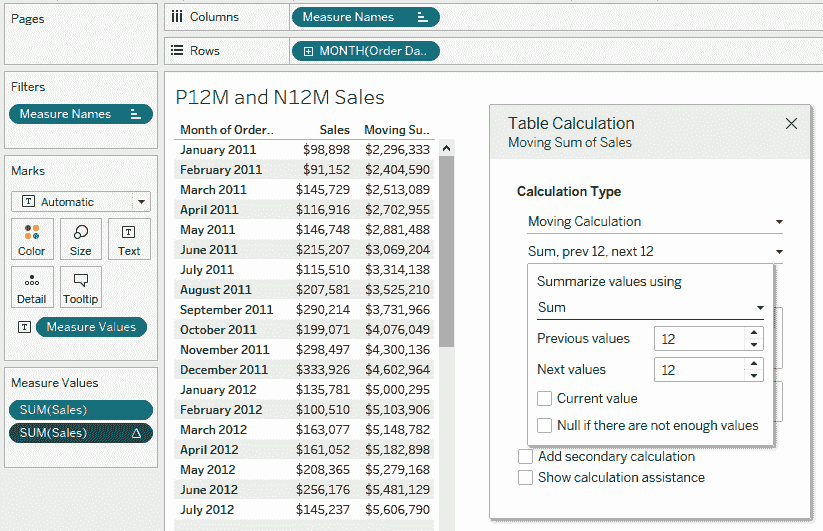 Pages
Columns
Measure Names
Rows
MONTH(Order Da..
Filters
Measure Names
Marks
T Automatic
Color
Size
T
Text
Detail
Tooltip
T Measure Values
Measure Values
SUM(Sales)
SUM(Sales) Δ
P12M and N12M Sales
Month of Order.. Sales Moving Su..
January 2011 $98,898 $2,296,333
February 2011 $91,152 $2,404,590
March 2011 $145,729 $2,513,089
April 2011 $116,916 $2,702,955
May 2011 $146,748 $2,881,488
June 2011 $215,207 $3,069,204
July 2011 $115,510 $3,314,138
August 2011 $207,581 $3,525,210
September 2011 $290,214 $3,731,966
October 2011 $199,071 $4,076,049
November 2011 $298,497 $4,300,136
December 2011 $333,926 $4,602,964
January 2012 $135,781 $5,000,295
February 2012 $100,510 $5,103,906
March 2012 $163,077 $5,148,782
April 2012 $161,052 $5,182,898
May 2012 $208,365 $5,279,168
June 2012 $256,176 $5,481,129
July 2012 $145,237 $5,606,790
Table Calculation
Moving Sum of Sales
Calculation Type
Moving Calculation
Sum, prev 12, next 12
Summarize values using
Sum
Previous values 12
Next values 12
Current value
Null if there are not enough values
Add secondary calculation
Show calculation assistance